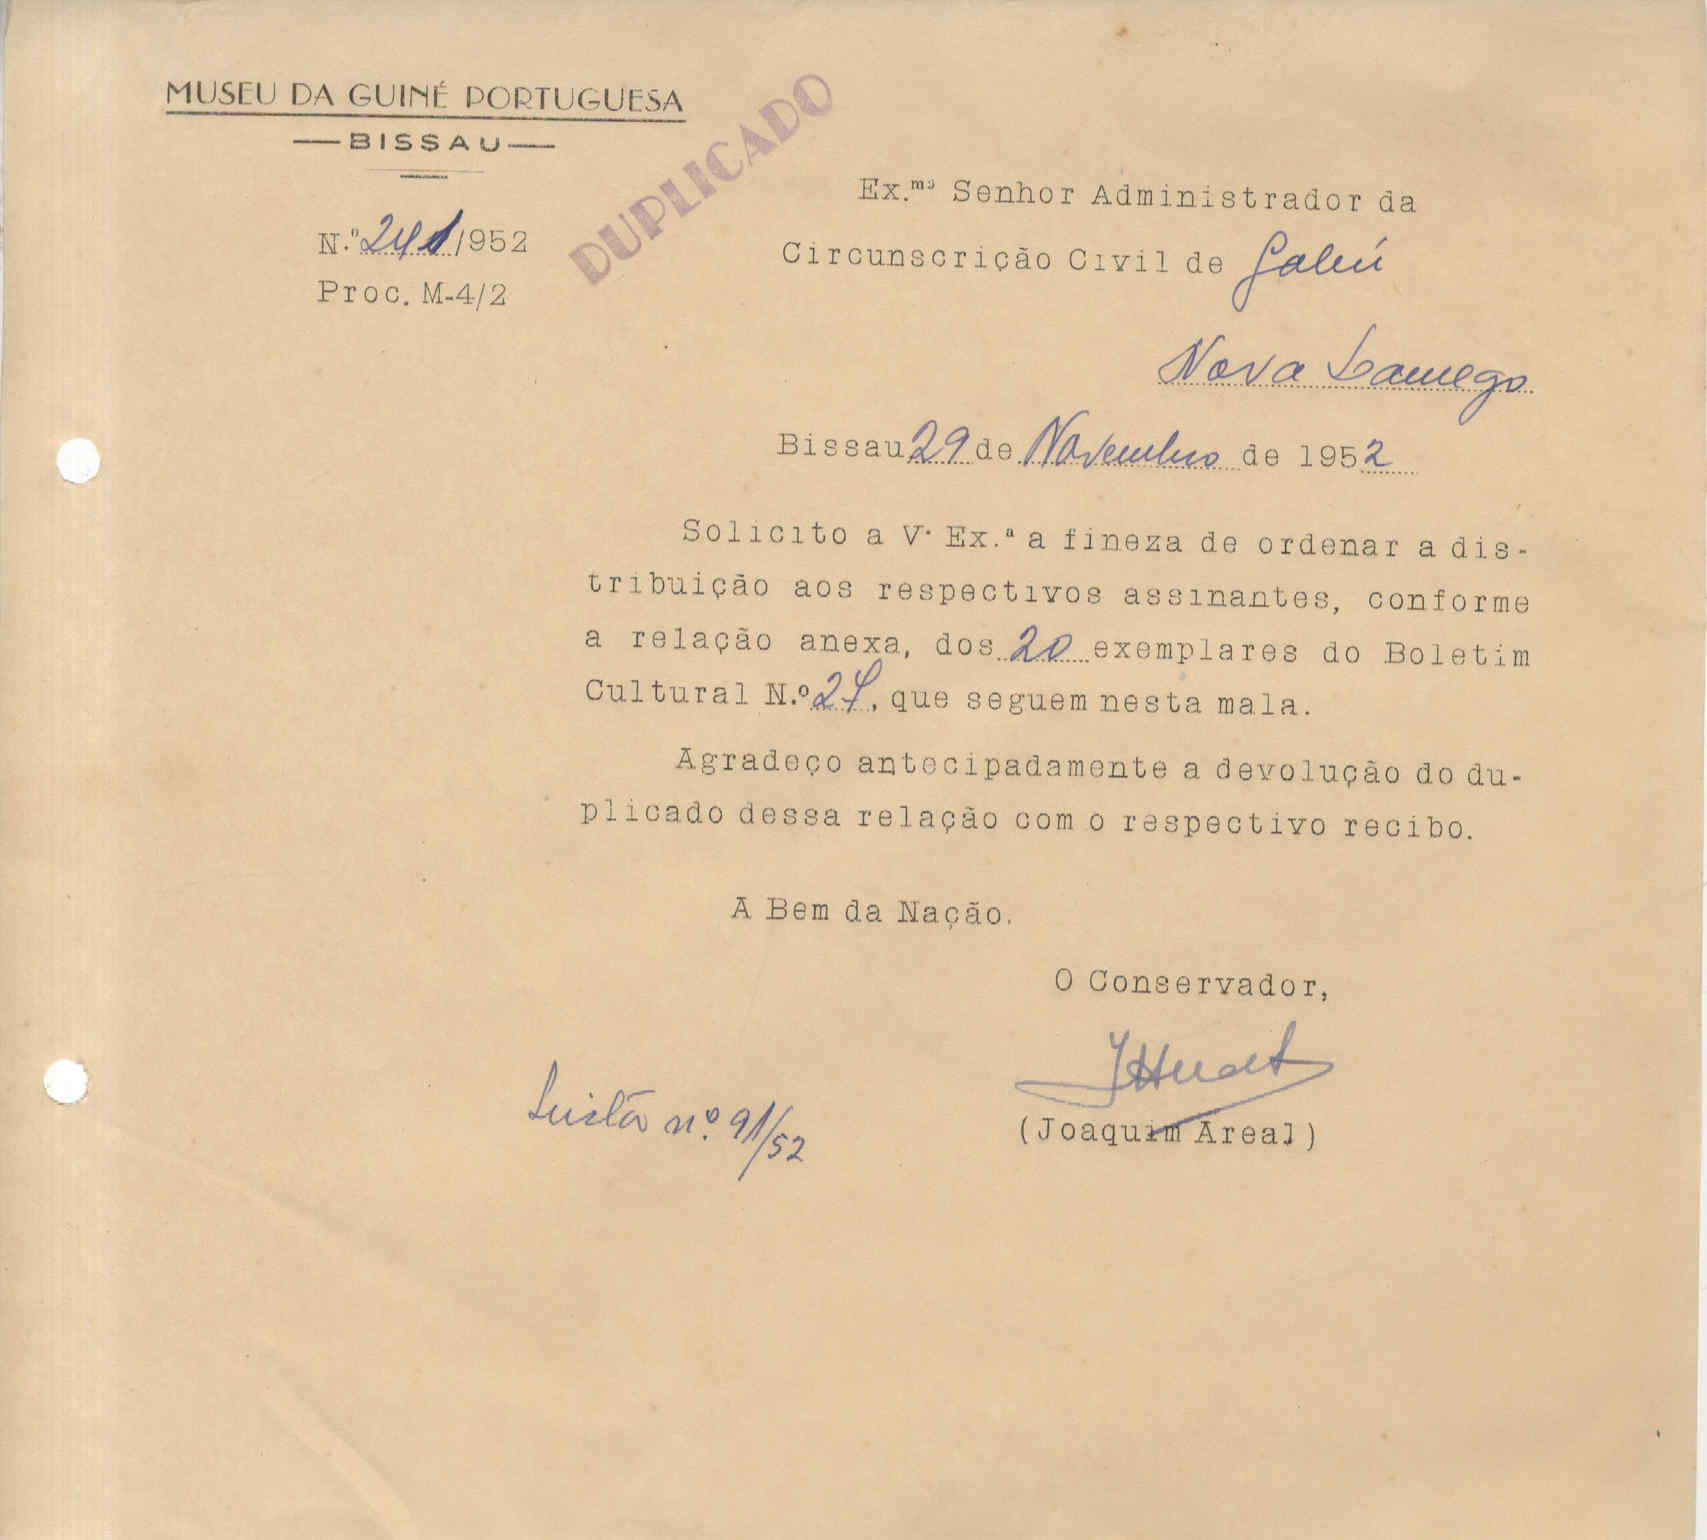 MUSEU DA GUINÉ PORTUGUESA
— BISSAU —
DUPLICADO
N.º 241/952
Proc. M-4/2
Ex.mº Senhor Administrador da
Circunscrição Civil de Gabú
Nova Lamego
Bissau 29 de Novembro de 1952
Solicito a V. Ex.ª a fineza de ordenar a dis-
tribuição aos respectivos assinantes, conforme
a relação anexa, dos 20 exemplares do Boletim
Cultural N.º 27, que seguem nesta mala.
Agradeço antecipadamente a devolução do du-
plicado dessa relação com o respectivo recibo.
A Bem da Nação.
O Conservador,
(Joaquim Areal)
nº. 91/52